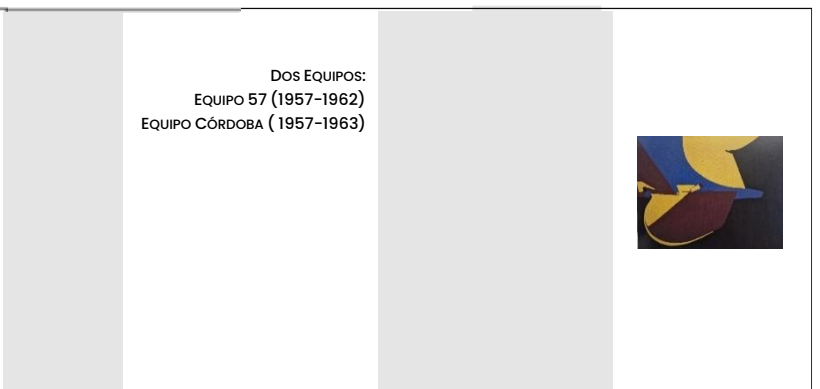 Dos Equipos:
Equipo 57 (1957-1962)
Equipo Córdoba ( 1957-1963)